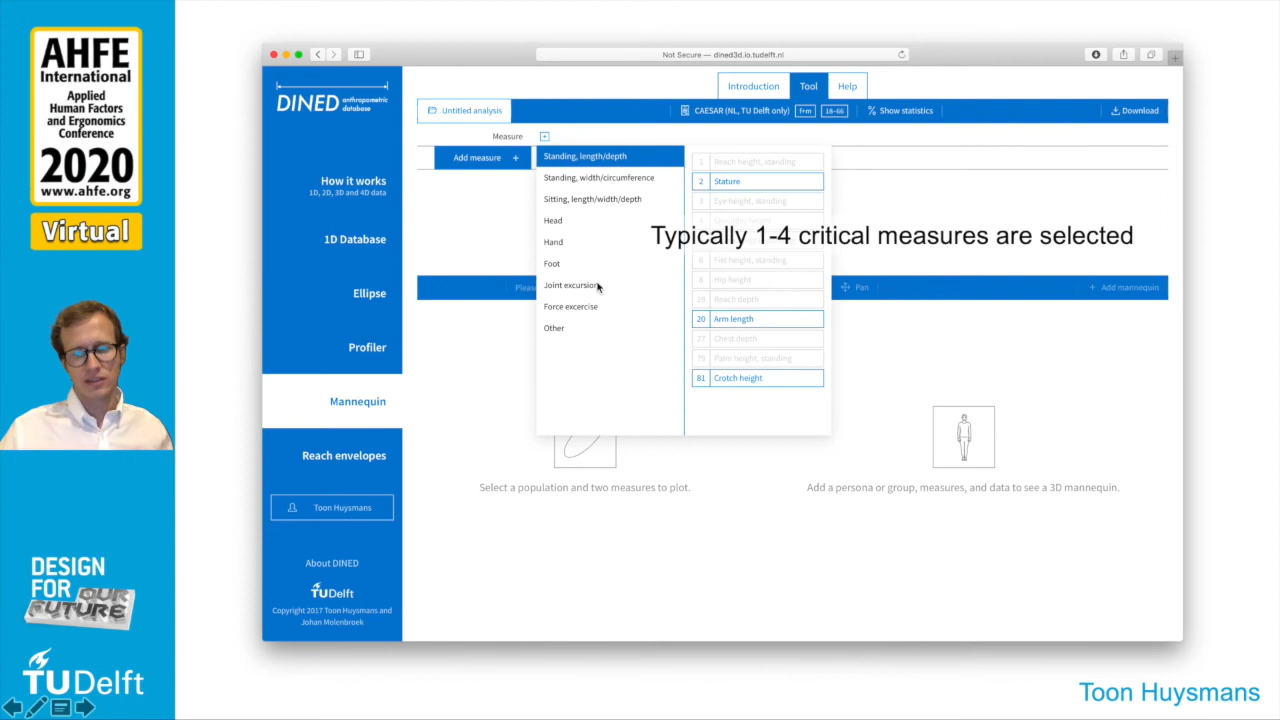 AHFE
International
Applied
Human Factors
and Ergonomics
Conference
2020
www.ahfe.org
Virtual
DESIGN
FOR OUR
FUTURE
TUDelft
Not Secure — dined3d.io.tudelft.nl
DINED anthropometric
database
How it works
1D, 2D, 3D and 4D data
1D Database
Ellipse
Profiler
Mannequin
Reach envelopes
Toon Huysmans
About DINED
TUDelft
Copyright 2017 Toon Huysmans and
Johan Molenbroek
Introduction
Tool
Help
Untitled analysis
CAESAR (NL, TU Delft only)
f+m
18-66
Show statistics
Download
Measure
Add measure +
Standing, length/depth
Standing, width/circumference
Sitting, length/width/depth
Head
Hand
Foot
Joint excursion
Force excercise
Other
1 Reach height, standing
2 Stature
3 Eye height, standing
Typically 1-4 critical measures are selected
6 Fist height, standing
8 Hip height
19 Reach depth
20 Arm length
27 Chest depth
79 Palm height, standing
81 Crotch height
Pan
+ Add mannequin
Select a population and two measures to plot.
Add a persona or group, measures, and data to see a 3D mannequin.
Toon Huysmans